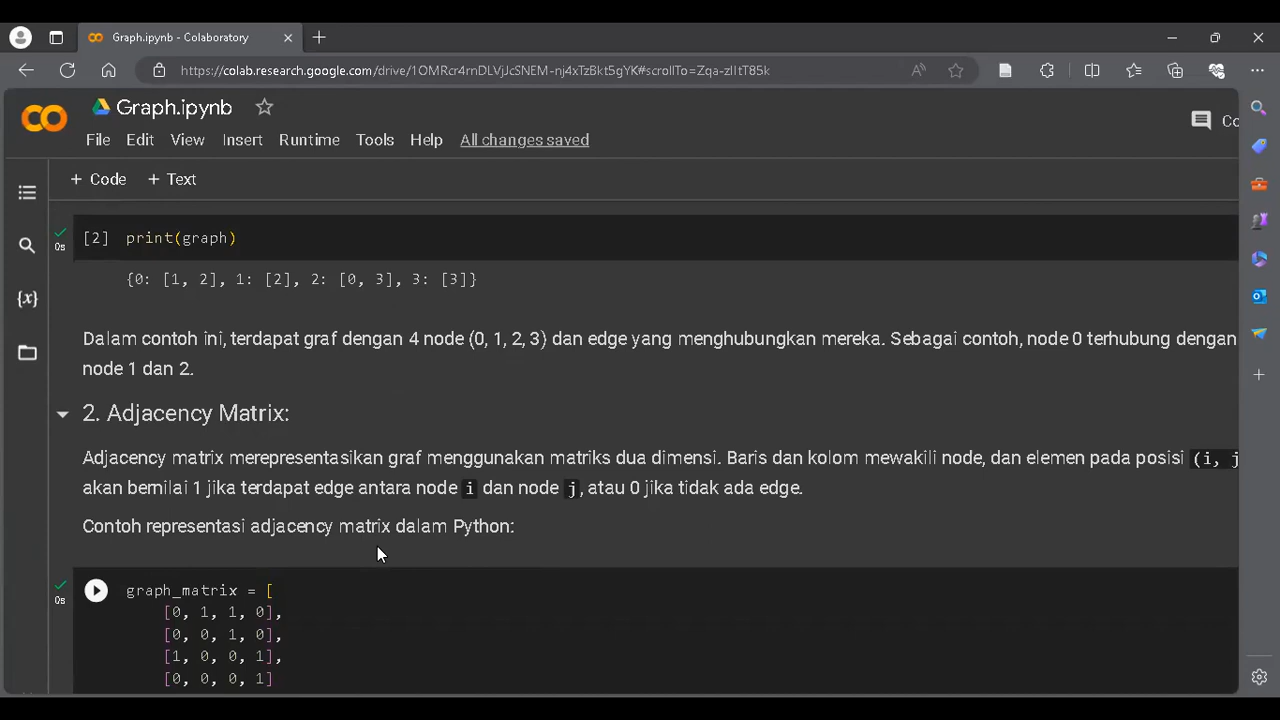 Graph.ipynb - Colaboratory
https://colab.research.google.com/drive/1OMRcr4rnDLVjJcSNEM-nj4xTzBkt5gYK#scrollTo=Zqa-zlItT85k
Graph.ipynb
File Edit View Insert Runtime Tools Help All changes saved
Co
+ Code + Text
[2] print(graph)
0s
{0: [1, 2], 1: [2], 2: [0, 3], 3: [3]}
Dalam contoh ini, terdapat graf dengan 4 node (0, 1, 2, 3) dan edge yang menghubungkan mereka. Sebagai contoh, node 0 terhubung dengan
node 1 dan 2.
2. Adjacency Matrix:
Adjacency matrix merepresentasikan graf menggunakan matriks dua dimensi. Baris dan kolom mewakili node, dan elemen pada posisi (i, j
akan bernilai 1 jika terdapat edge antara node i dan node j, atau 0 jika tidak ada edge.
Contoh representasi adjacency matrix dalam Python:
graph_matrix = [
0s
[0, 1, 1, 0],
[0, 0, 1, 0],
[1, 0, 0, 1],
[0, 0, 0, 1]